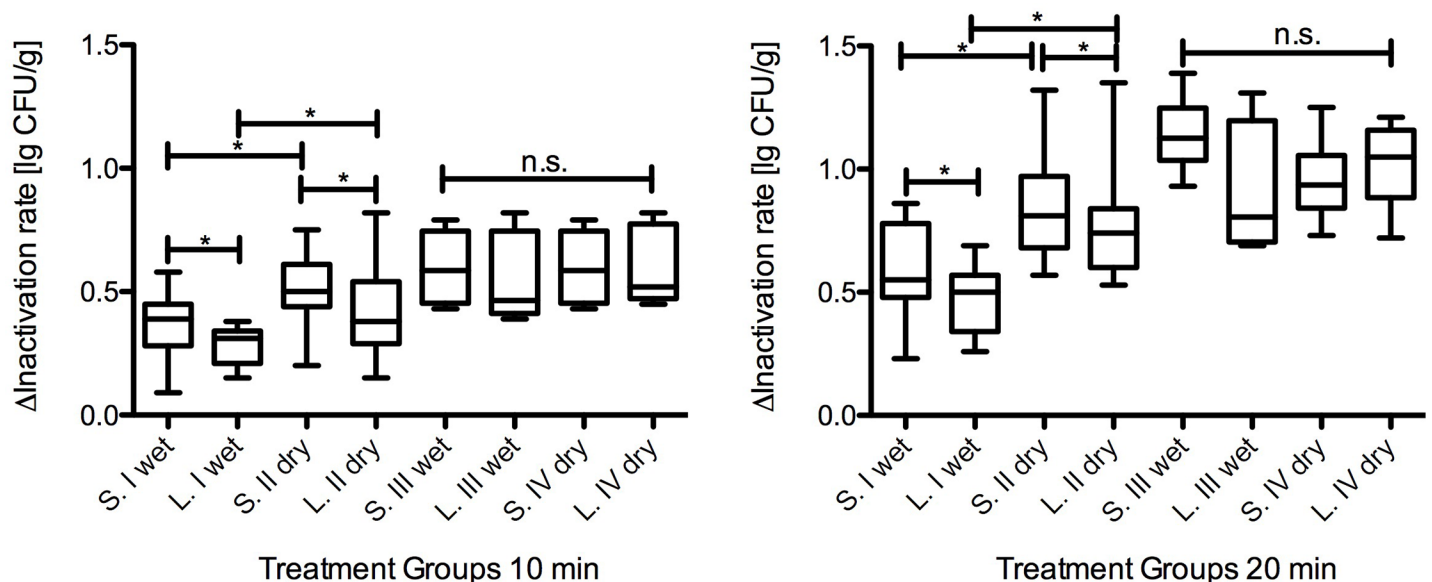 ΔInactivation rate [lg CFU/g]
1.5
1.0
0.5
0.0
*
*
*
*
n.s.
S. I wet
L. I wet
S. II dry
L. II dry
S. III wet
L. III wet
S. IV dry
L. IV dry
Treatment Groups 10 min
ΔInactivation rate [lg CFU/g]
1.5
1.0
0.5
0.0
*
*
*
*
n.s.
S. I wet
L. I wet
S. II dry
L. II dry
S. III wet
L. III wet
S. IV dry
L. IV dry
Treatment Groups 20 min